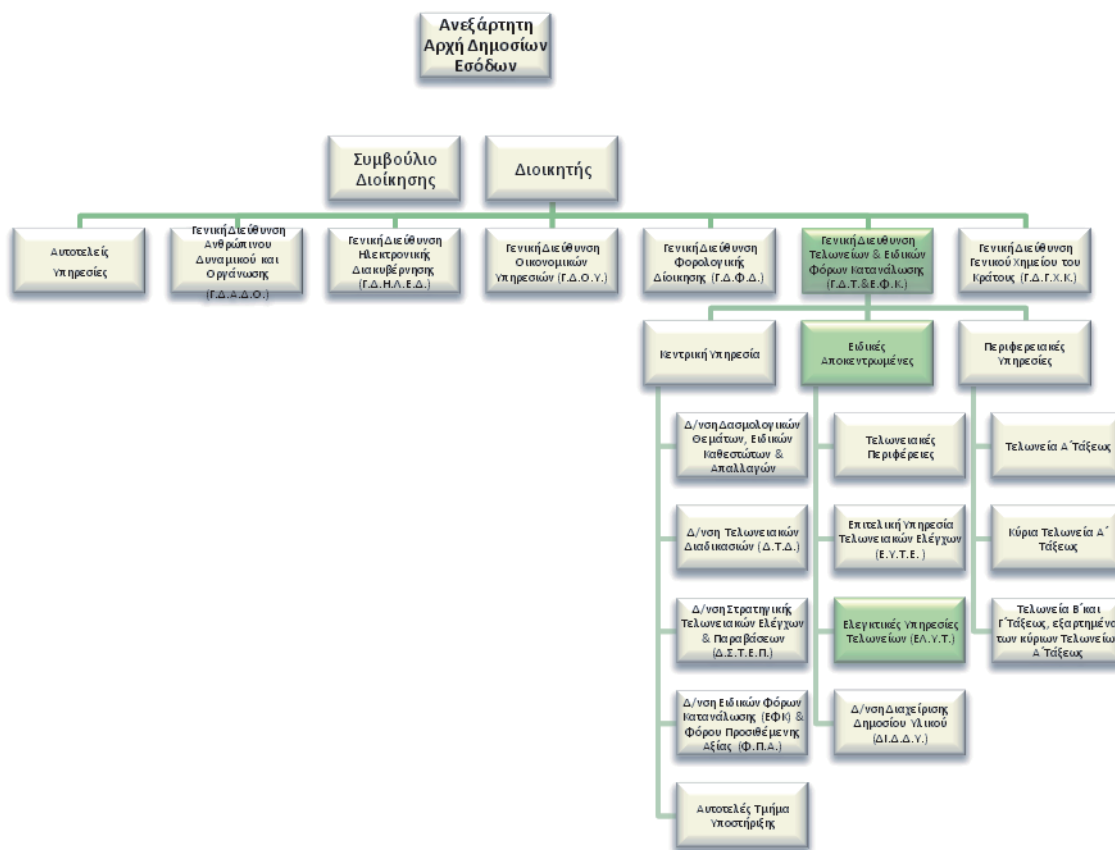 Ανεξάρτητη
Αρχή Δημοσίων
Εσόδων
Συμβούλιο
Διοίκησης
Διοικητής
Αυτοτελείς
Υπηρεσίες
Γενική Διεύθυνση
Ανθρώπινου
Δυναμικού και
Οργάνωσης
(Γ.Δ.Α.Δ.Ο.)
Γενική Διεύθυνση
Ηλεκτρονικής
Διακυβέρνησης
(Γ.Δ.Η.Λ.Ε.Δ.)
Γενική Διεύθυνση
Οικονομικών
Υπηρεσιών (Γ.Δ.Ο.Υ.)
Γενική Διεύθυνση
Φορολογικής
Δίοικησης (Γ.Δ.Φ.Δ.)
Γενική Διευθυνση
Τελωνείων & Ειδικών
Φόρων Κατανάλωσης
(Γ.Δ.Τ.&Ε.Φ.Κ.)
Γενική Διεύθυνση
Γενικού Χημείου του
Κράτους (Γ.Δ.Γ.Χ.Κ.)
Κεντρική Υπηρεσία
Ειδικές
Αποκεντρωμένες
Περιφερειακές
Υπηρεσίες
Δ/νση Δασμολογικών
Θεμάτων, Ειδικών
Καθεστώτων &
Απαλλαγών
Τελωνειακές
Περιφέρειες
Τελωνεία Α΄Τάξεως
Δ/νση Τελωνειακών
Διαδικασιών (Δ.Τ.Δ.)
Επιτελική Υπηρεσία
Τελωνειακών Ελέγχων
(Ε.Υ.Τ.Ε. )
Κύρια Τελωνεία Α΄
Τάξεως
Δ/νση Στρατηγικής
Τελωνειακών Ελέγχων
& Παραβάσεων
(Δ.Σ.Τ.Ε.Π.)
Ελεγκτικές Υπηρεσίες
Τελωνείων (ΕΛ.Υ.Τ.)
Τελωνεία Β΄ και
Γ΄Τάξεως, εξαρτημένα
των κύριων Τελωνείων
Α΄Τάξεως
Δ/νση Ειδικών Φόρων
Κατανάλωσης (ΕΦΚ) &
Φόρου Προσιθέμενης
Αξίας (Φ.Π.Α.)
Δ/νση Διαχείρισης
Δημοσίου Υλικού
(ΔΙ.Δ.Δ.Υ.)
Αυτοτελές Τμήμα
Υποστήριξης